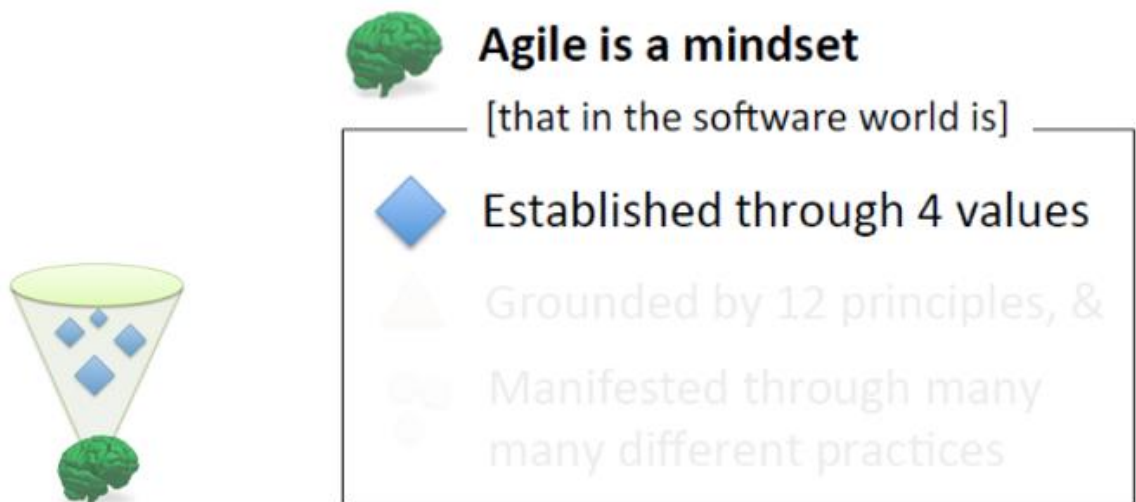 Agile is a mindset
[that in the software world is]
Established through 4 values
Grounded by 12 principles, &
Manifested through many
many different practices